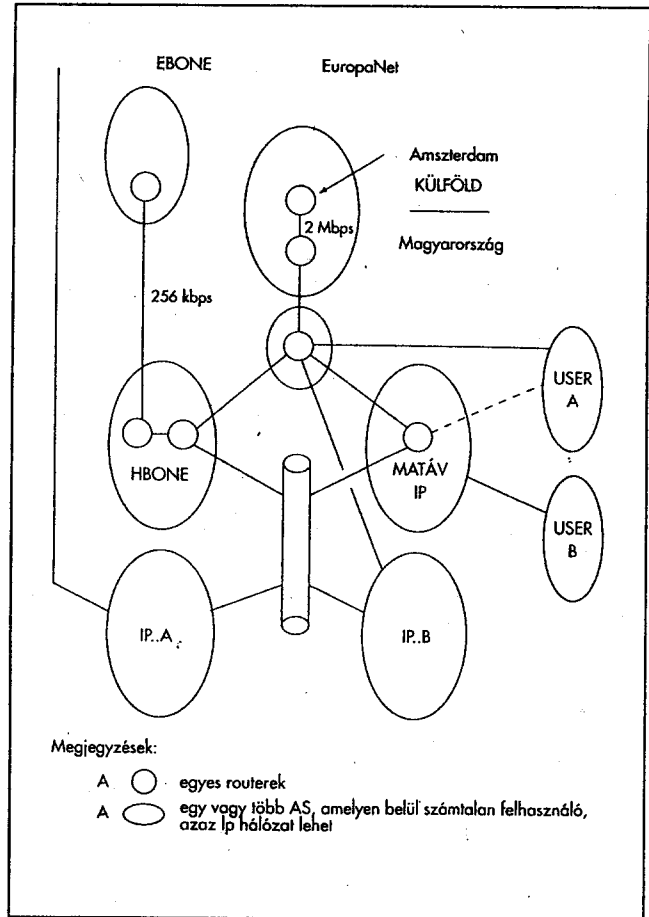 EBONE
EuropaNet
Amszterdam
KÜLFÖLD
2 Mbps
Magyarország
256 kbps
USER
A
HBONE
MATÁV
IP
USER
B
IP..A
IP..B
Megjegyzések:
A egyes routerek
A egy vagy több AS, amelyen belül számtalan felhasználó,
azaz Ip hálózat lehet